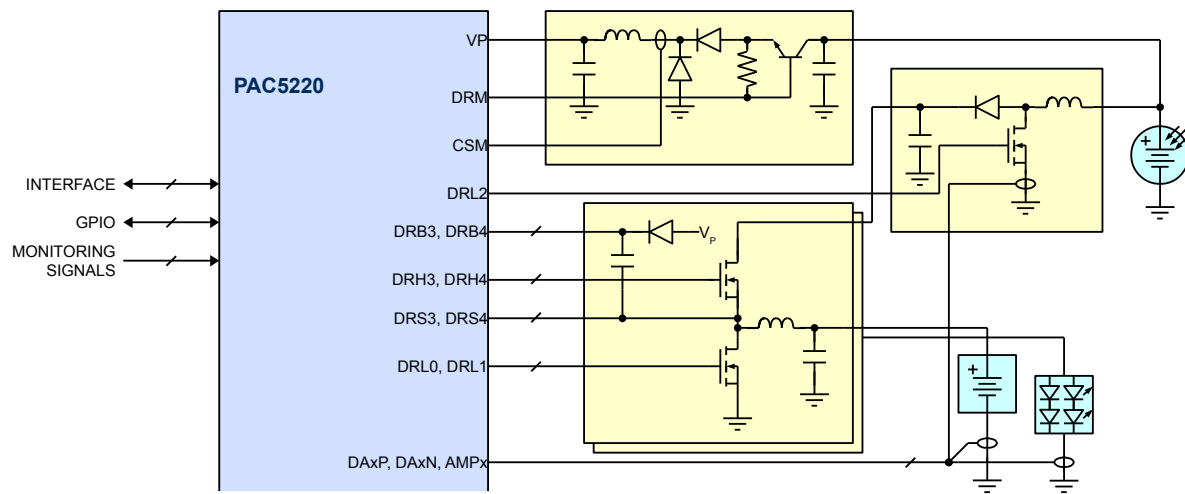 VP
PAC5220
DRM
CSM
INTERFACE
DRL2
GPIO
DRB3, DRB4
VP
MONITORING
SIGNALS
DRH3, DRH4
DRS3, DRS4
DRL0, DRL1
DAxP, DAxN, AMPx
+
+